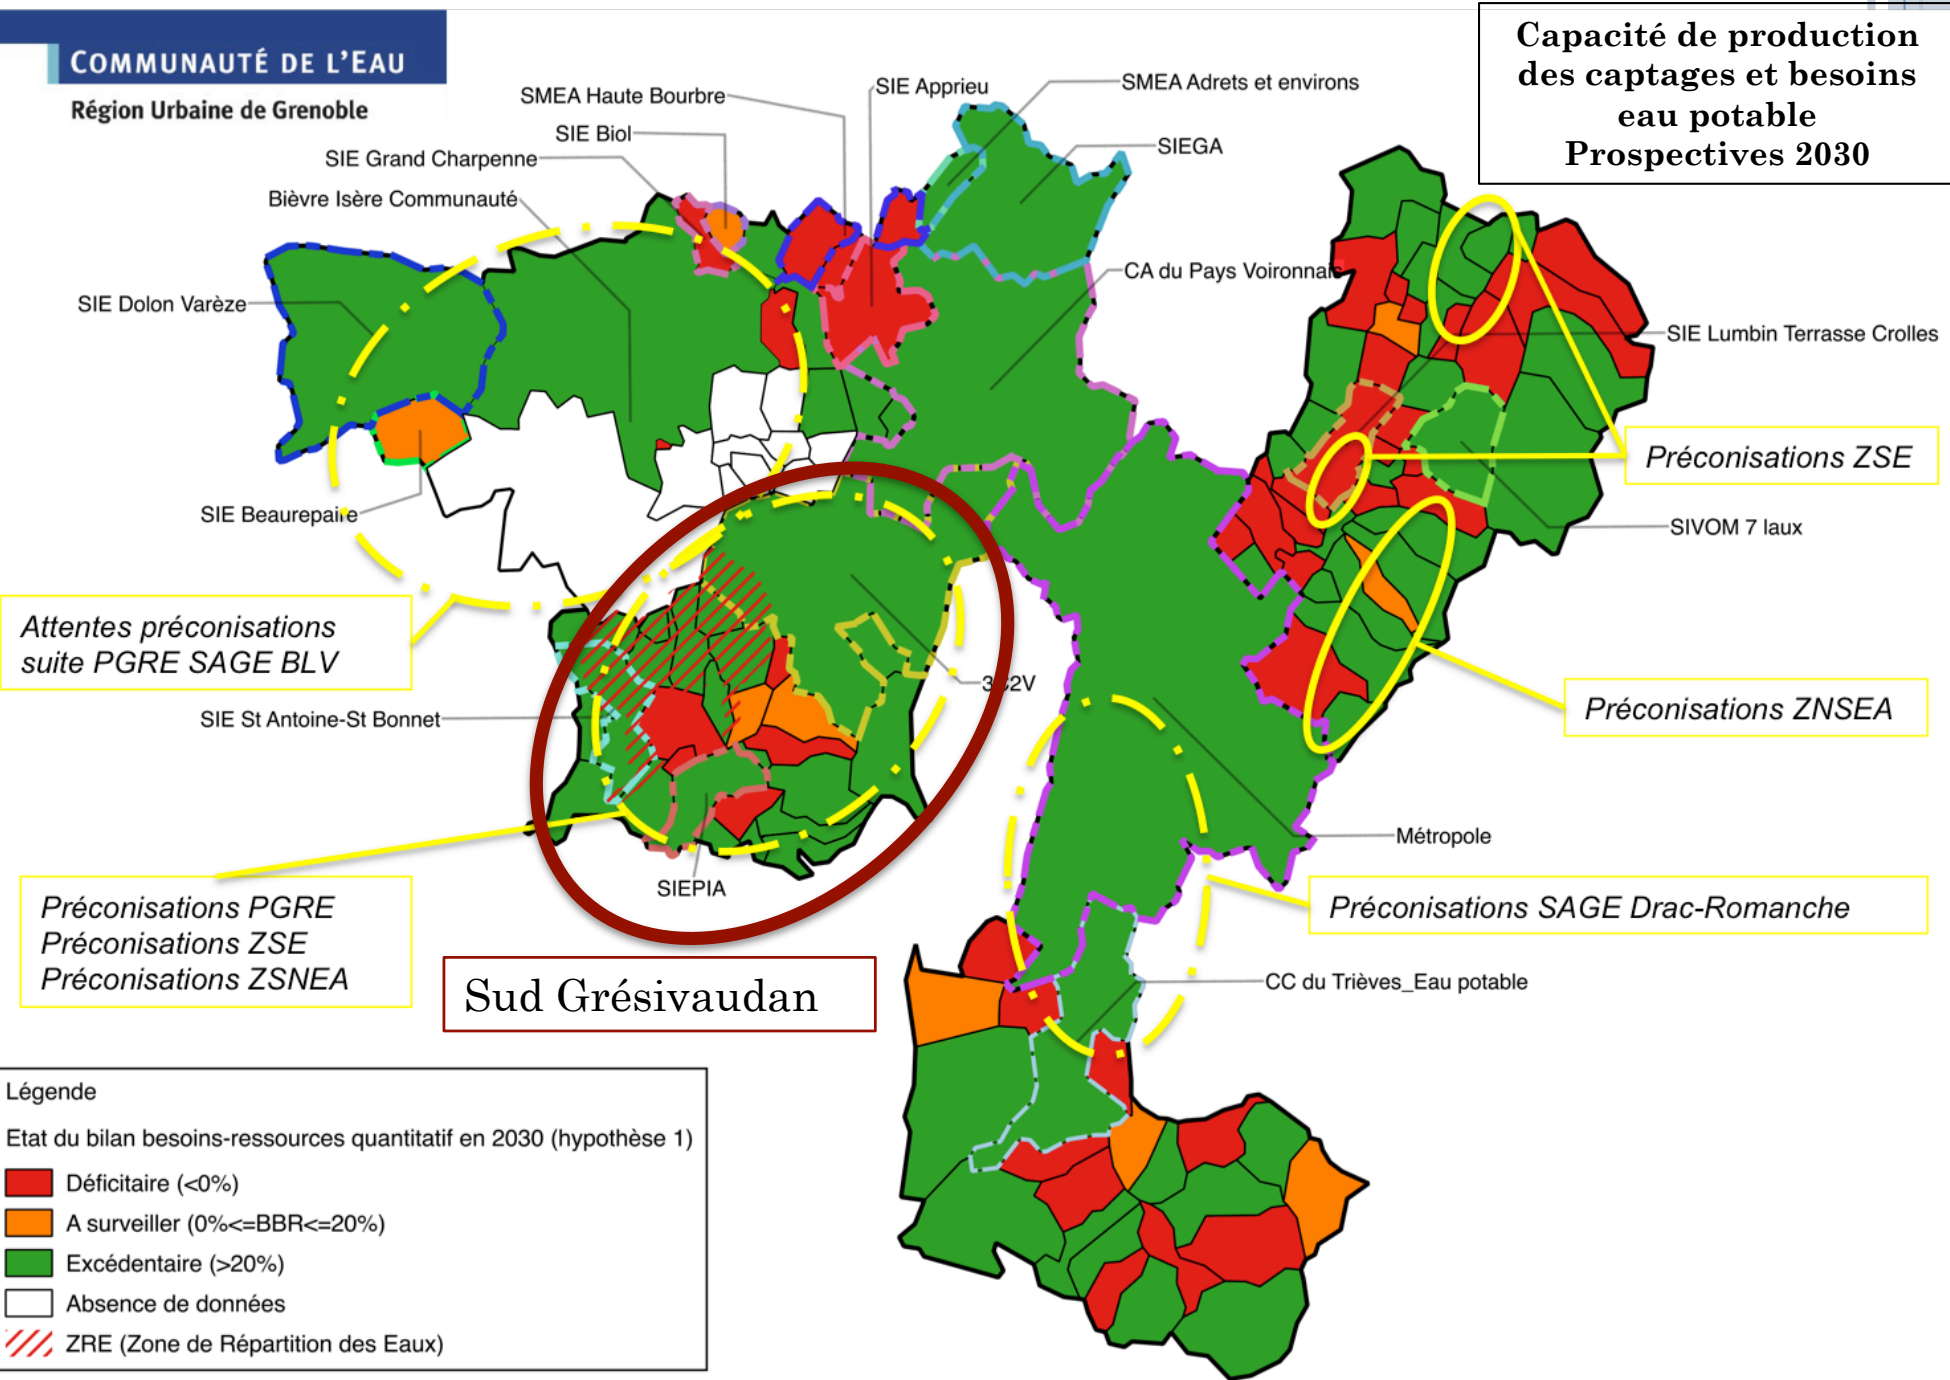 COMMUNAUTÉ DE L'EAU
Région Urbaine de Grenoble
Capacité de production
des captages et besoins
eau potable
Prospectives 2030
SMEA Haute Bourbre
SIE Apprieu
SMEA Adrets et environs
SIE Biol
SIEGA
SIE Grand Charpenne
Bièvre Isère Communauté
CA du Pays Voironnais
SIE Dolon Varèze
SIE Lumbin Terrasse Crolles
Préconisations ZSE
SIE Beaurepaire
SIVOM 7 laux
Attentes préconisations
suite PGRE SAGE BLV
3C2V
SIE St Antoine-St Bonnet
Préconisations ZNSEA
Métropole
SIEPIA
Préconisations PGRE
Préconisations ZSE
Préconisations ZSNEA
Préconisations SAGE Drac-Romanche
Sud Grésivaudan
CC du Trièves_Eau potable
Légende
Etat du bilan besoins-ressources quantitatif en 2030 (hypothèse 1)
Déficitaire (<0%)
A surveiller (0%<=BBR<=20%)
Excédentaire (>20%)
Absence de données
ZRE (Zone de Répartition des Eaux)